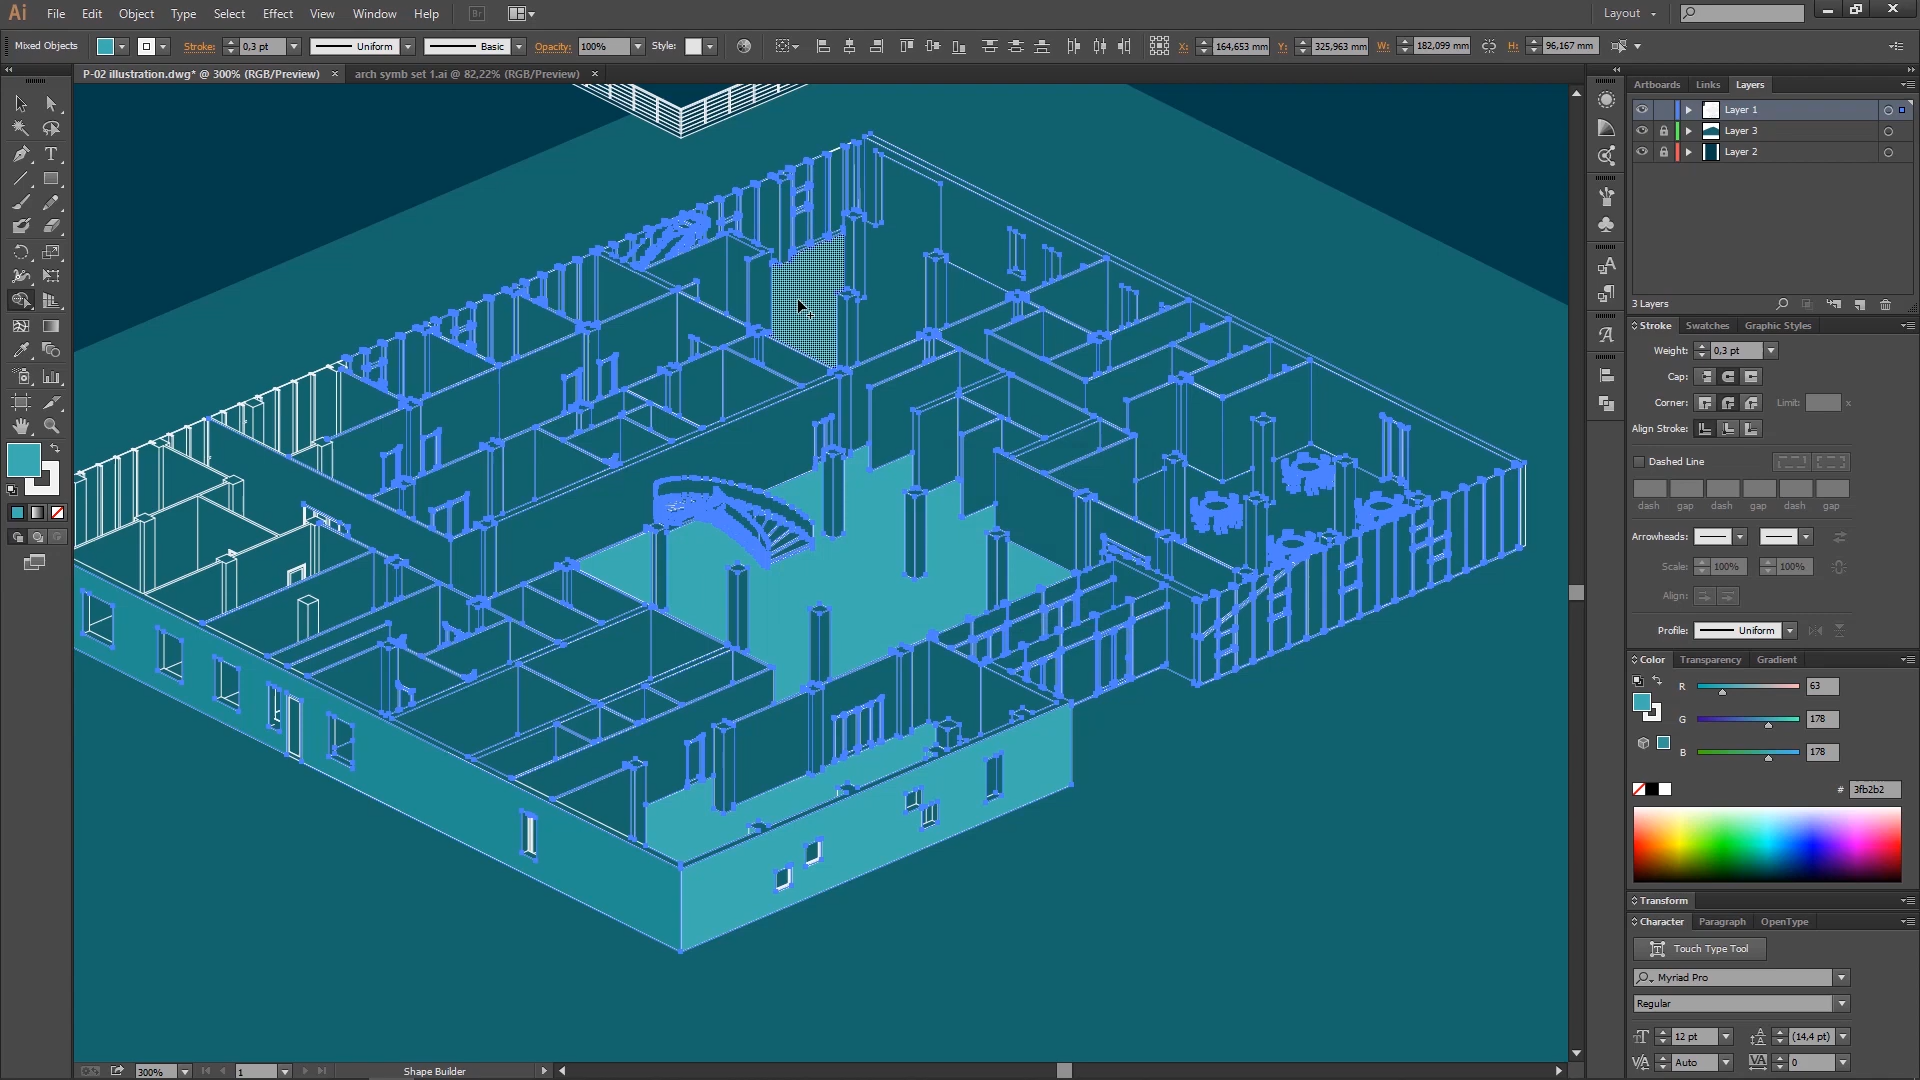 Ai File Edit Object Type Select Effect View Window Help Br Layout
Mixed Objects Stroke: 0,3 pt Uniform Basic Opacity: 100% Style: X: 164,653 mm Y: 325,963 mm W: 182,099 mm H: 96,167 mm
P-02 illustration.dwg* @ 300% (RGB/Preview) × arch symb set 1.ai @ 82,22% (RGB/Preview) ×
Artboards Links Layers
Layer 1
Layer 3
Layer 2
3 Layers
Stroke Swatches Graphic Styles
Weight: 0,3 pt
Cap:
Corner: Limit: x
Align Stroke:
Dashed Line
dash gap dash gap dash gap
Arrowheads:
Scale: 100% 100%
Align:
Profile: Uniform
Color Transparency Gradient
R 63
G 178
B 178
# 3fb2b2
Transform
Character Paragraph OpenType
Touch Type Tool
Myriad Pro
Regular
12 pt (14,4 pt)
Auto 0
300% 1 Shape Builder